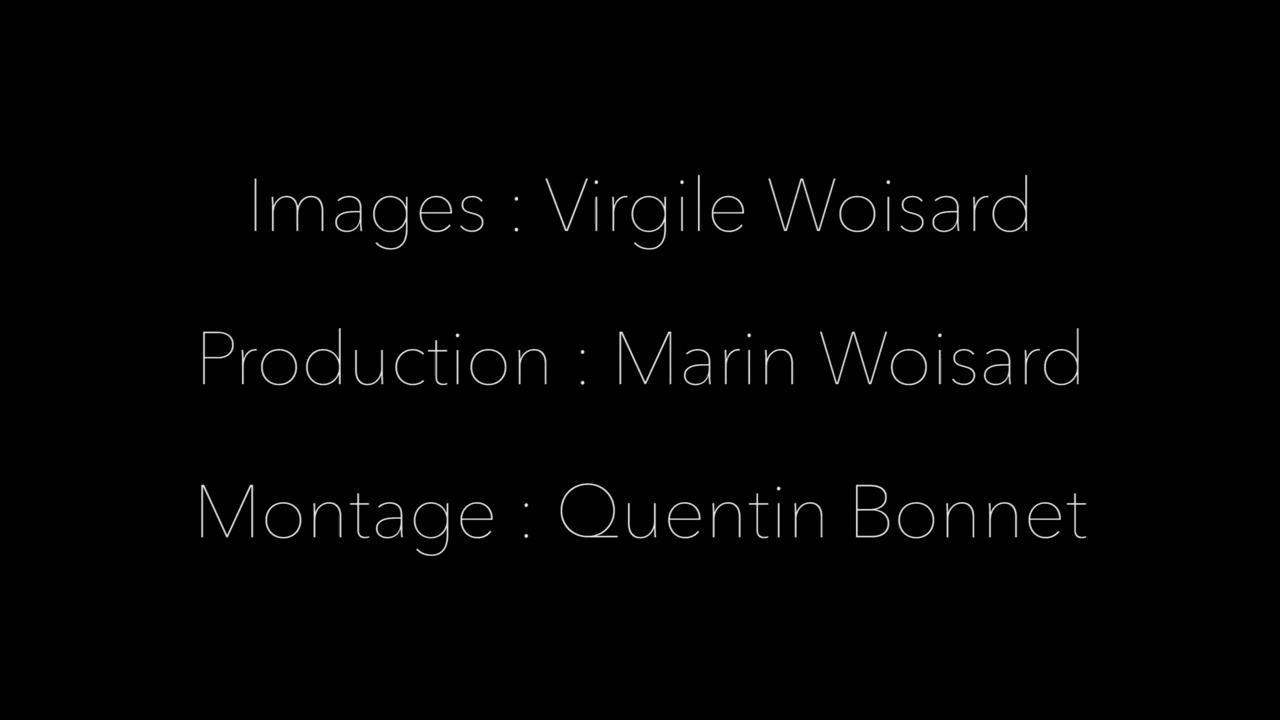 Images : Virgile Woisard
Production : Marin Woisard
Montage : Quentin Bonnet